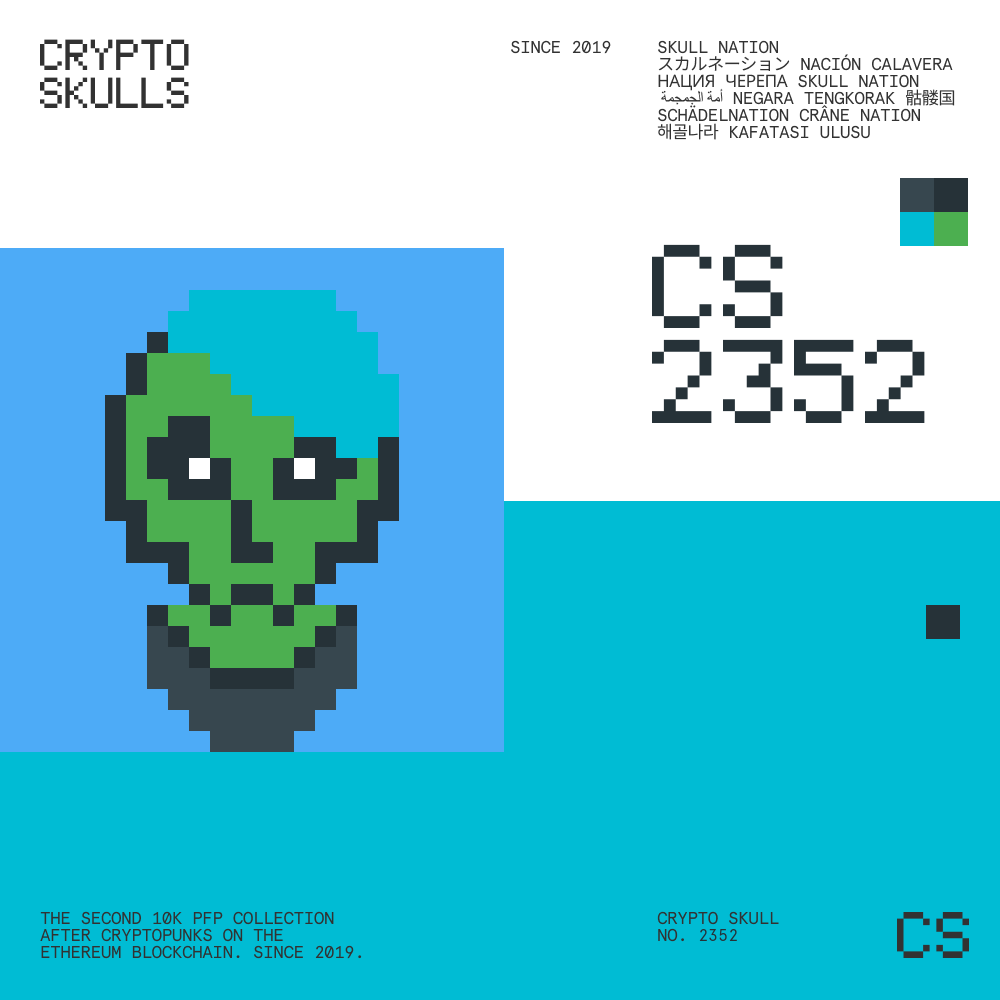 CRYPTO
SKULLS
SINCE 2019
SKULL NATION
スカルネーション NACIÓN CALAVERA
НАЦИЯ ЧЕРЕПА SKULL NATION
أمة الجمجمة NEGARA TENGKORAK 骷髅国
SCHÄDELNATION CRÂNE NATION
해골나라 KAFATASI ULUSU
CS
2352
THE SECOND 10K PFP COLLECTION
AFTER CRYPTOPUNKS ON THE
ETHEREUM BLOCKCHAIN. SINCE 2019.
CRYPTO SKULL
NO. 2352
CS